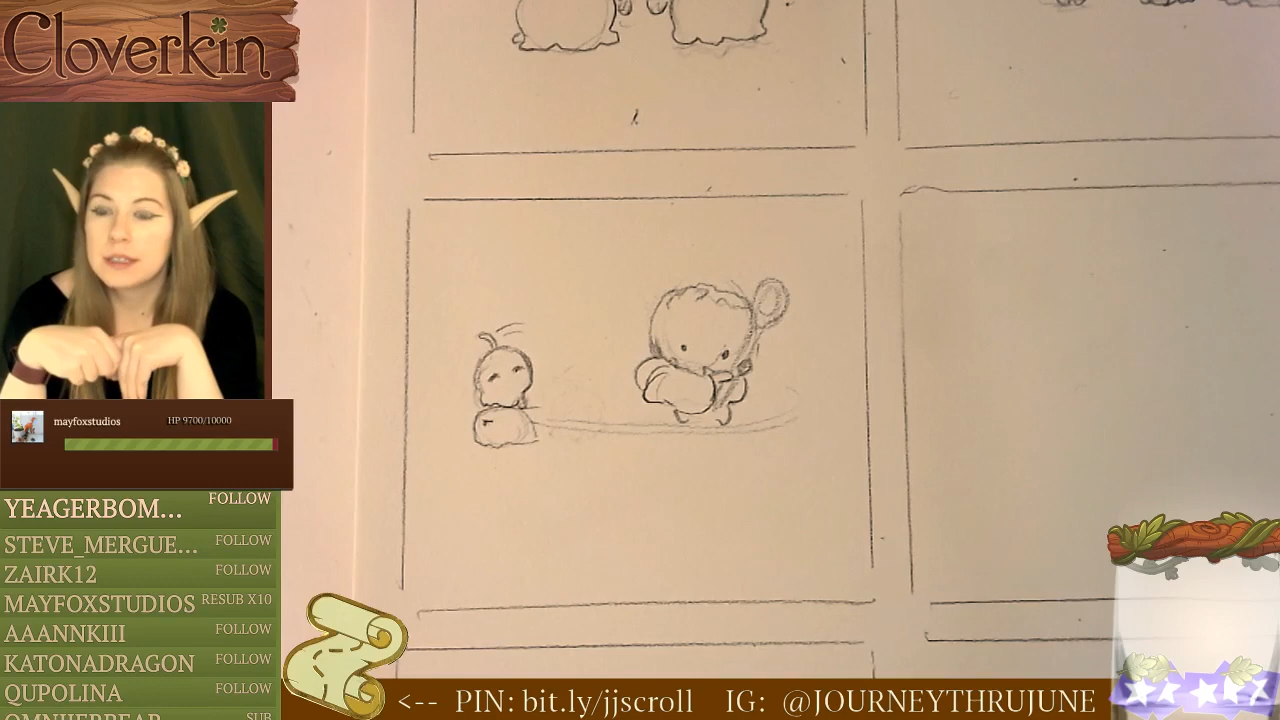 Cloverkin
mayfoxstudios HP 9700/10000
YEAGERBOM... FOLLOW
STEVE_MERGUE... FOLLOW
ZAIRK12 FOLLOW
MAYFOXSTUDIOS RESUB X10
AAANNKIII FOLLOW
KATONADRAGON FOLLOW
QUPOLINA FOLLOW
SUB
<-- PIN: bit.ly/jjscroll IG: @JOURNEYTHRUJUNE